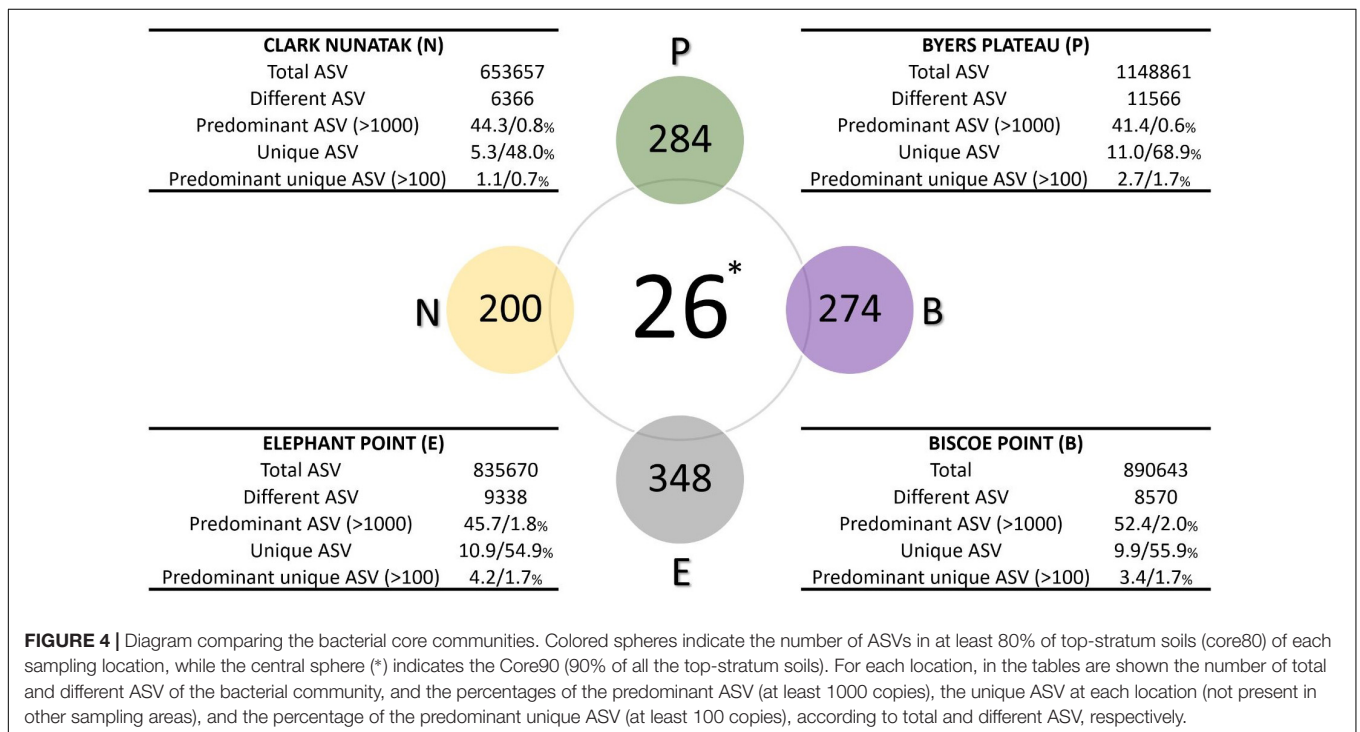 CLARK NUNATAK (N)
Total ASV 653657
Different ASV 6366
Predominant ASV (>1000) 44.3/0.8%
Unique ASV 5.3/48.0%
Predominant unique ASV (>100) 1.1/0.7%
P
284
BYERS PLATEAU (P)
Total ASV 1148861
Different ASV 11566
Predominant ASV (>1000) 41.4/0.6%
Unique ASV 11.0/68.9%
Predominant unique ASV (>100) 2.7/1.7%
N 200
26*
274 B
ELEPHANT POINT (E)
Total ASV 835670
Different ASV 9338
Predominant ASV (>1000) 45.7/1.8%
Unique ASV 10.9/54.9%
Predominant unique ASV (>100) 4.2/1.7%
348
E
BISCOE POINT (B)
Total 890643
Different ASV 8570
Predominant ASV (>1000) 52.4/2.0%
Unique ASV 9.9/55.9%
Predominant unique ASV (>100) 3.4/1.7%
FIGURE 4 | Diagram comparing the bacterial core communities. Colored spheres indicate the number of ASVs in at least 80% of top-stratum soils (core80) of each
sampling location, while the central sphere (*) indicates the Core90 (90% of all the top-stratum soils). For each location, in the tables are shown the number of total
and different ASV of the bacterial community, and the percentages of the predominant ASV (at least 1000 copies), the unique ASV at each location (not present in
other sampling areas), and the percentage of the predominant unique ASV (at least 100 copies), according to total and different ASV, respectively.